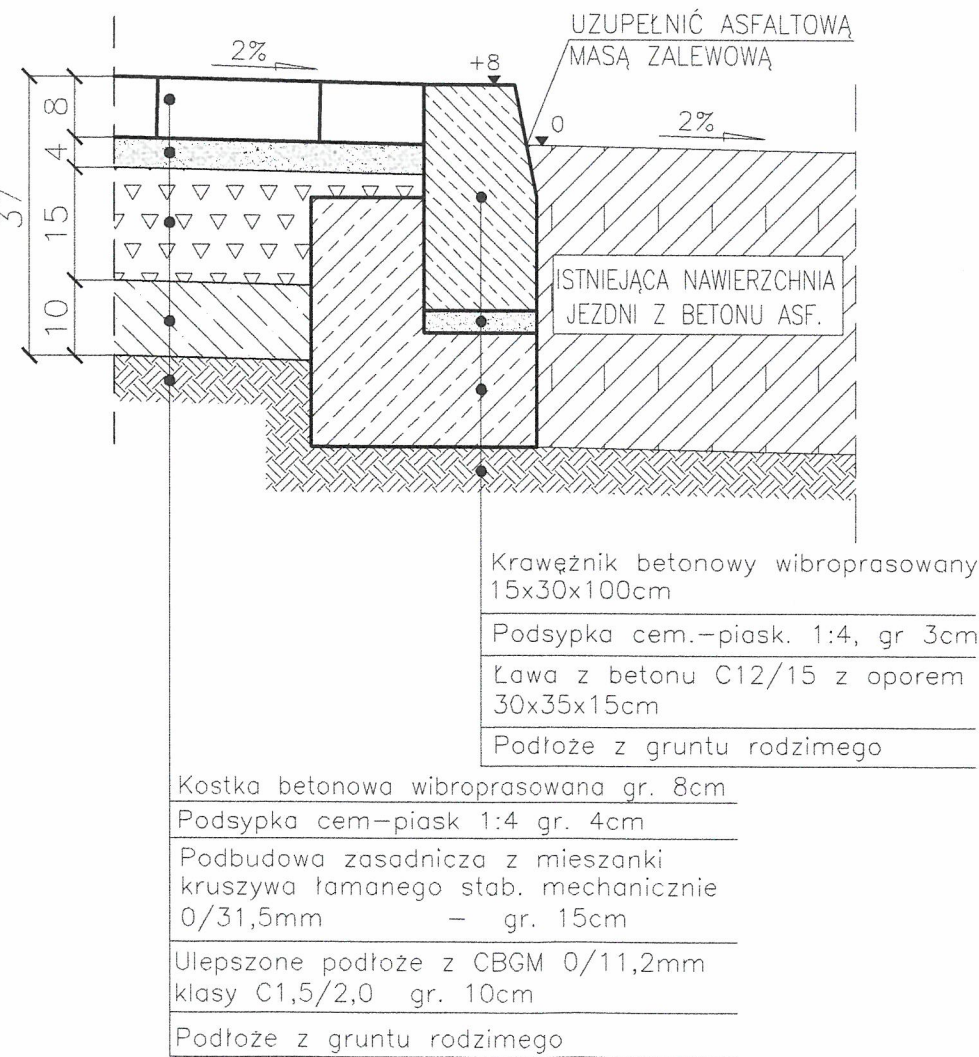 UZUPEŁNIĆ ASFALTOWĄ
MASĄ ZALEWOWĄ
2%
+8
0
2%
8
4
15
10
37
ISTNIEJĄCA NAWIERZCHNIA
JEZDNI Z BETONU ASF.
Krawężnik betonowy wibroprasowany
15x30x100cm
Podsypka cem.-piask. 1:4, gr 3cm
Ława z betonu C12/15 z oporem
30x35x15cm
Podłoże z gruntu rodzimego
Kostka betonowa wibroprasowana gr. 8cm
Podsypka cem-piask 1:4 gr. 4cm
Podbudowa zasadnicza z mieszanki
kruszywa łamanego stab. mechanicznie
0/31,5mm - gr. 15cm
Ulepszone podłoże z CBGM 0/11,2mm
klasy C1,5/2,0 gr. 10cm
Podłoże z gruntu rodzimego